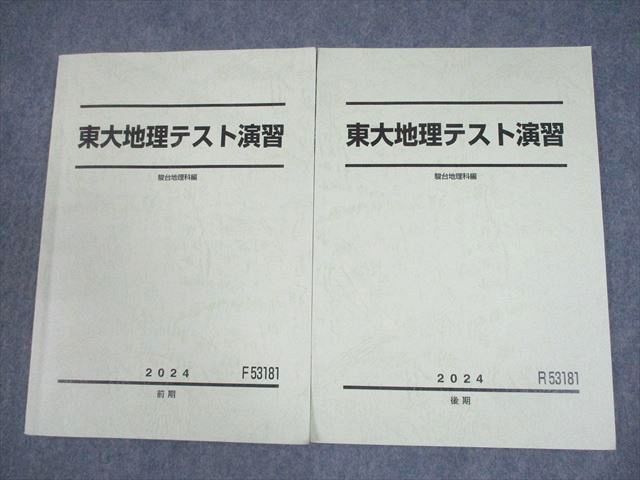 東大地理テスト演習
駿台地理科編
2024
F53181
前期
東大地理テスト演習
駿台地理科編
2024
R53181
後期